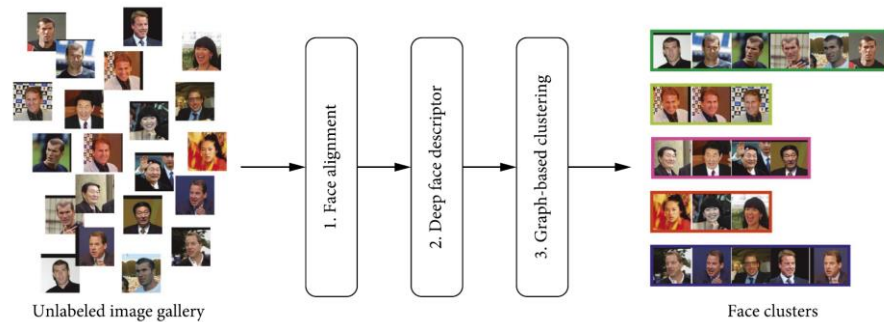 1. Face alignment
2. Deep face descriptor
3. Graph-based clustering
Unlabeled image gallery
Face clusters